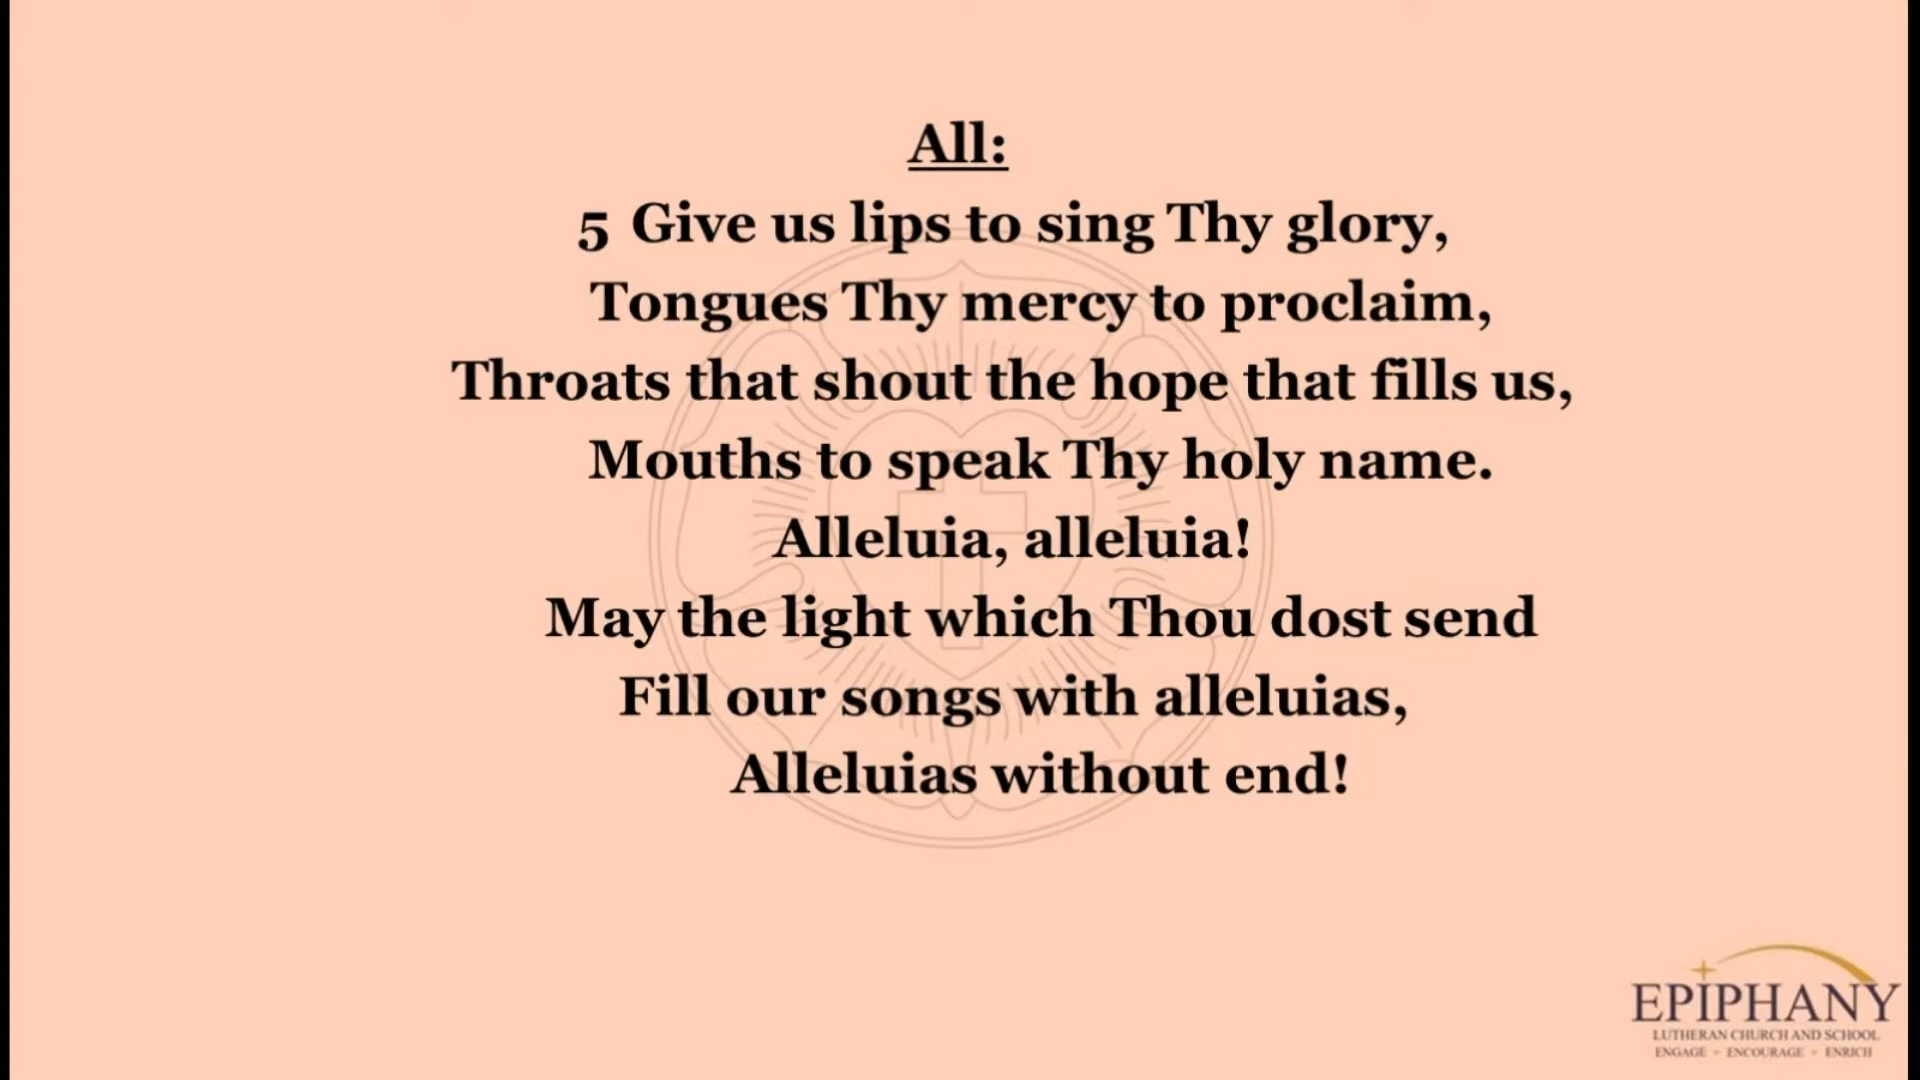 All:
5 Give us lips to sing Thy glory,
Tongues Thy mercy to proclaim,
Throats that shout the hope that fills us,
Mouths to speak Thy holy name.
Alleluia, alleluia!
May the light which Thou dost send
Fill our songs with alleluias,
Alleluias without end!
EPIPHANY
LUTHERAN CHURCH AND SCHOOL
ENGAGE + ENCOURAGE + ENRICH